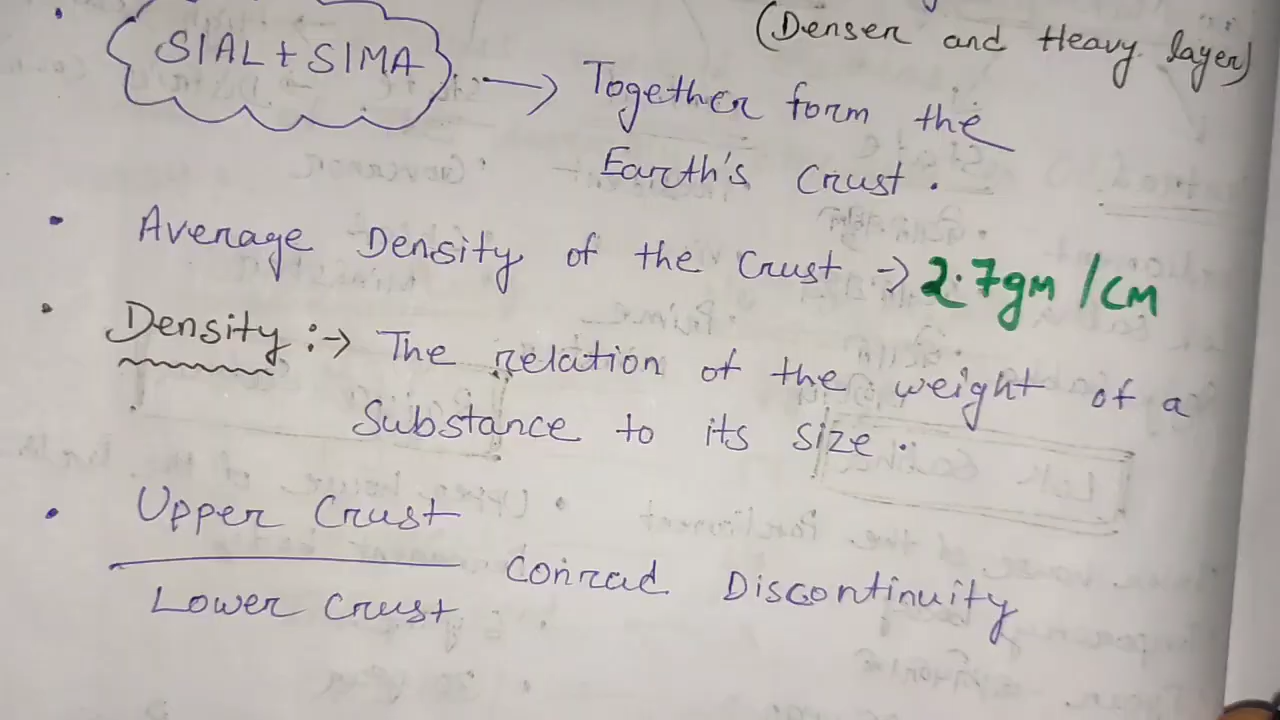 (Denser and Heavy layer)
SIAL + SIMA → Together form the
Earth's Crust.
• Average Density of the Crust → 2.7gm/cm
• Density :→ The relation of the weight of a
Substance to its size.
• Upper Crust
Conrad Discontinuity
Lower Crust